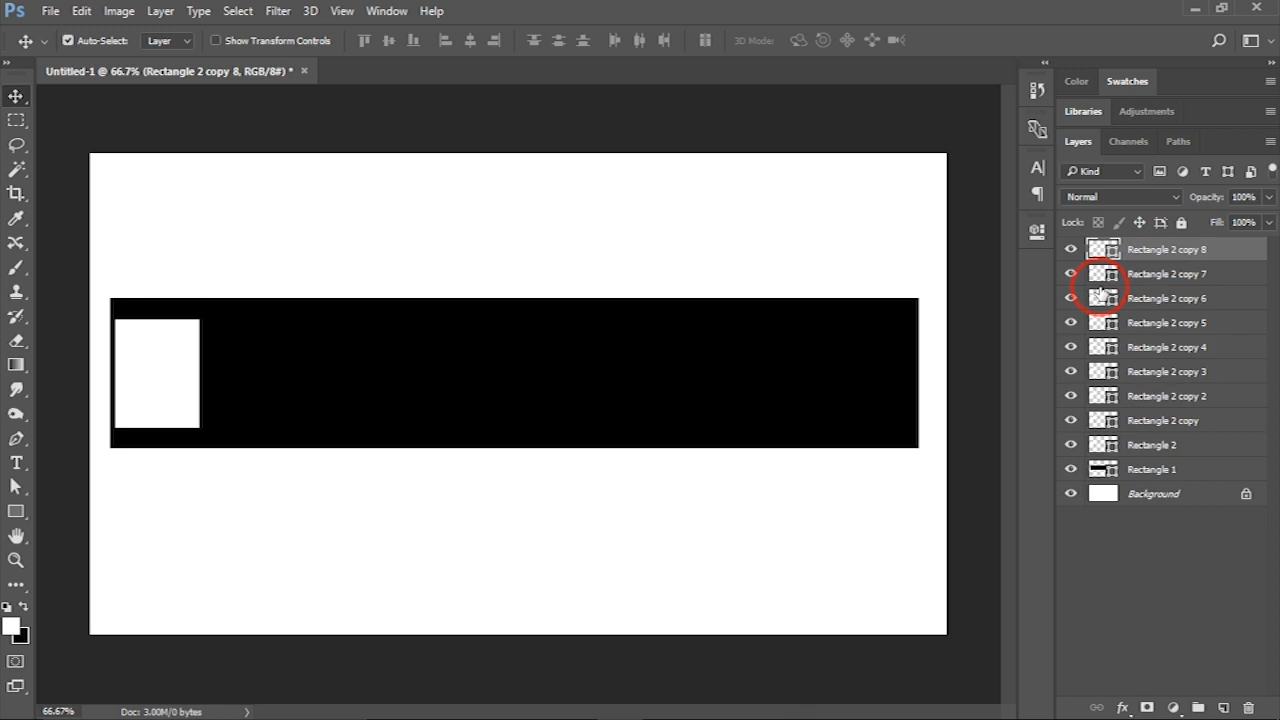 Ps File Edit Image Layer Type Select Filter 3D View Window Help
Auto-Select: Layer Show Transform Controls 3D Mode:
Untitled-1 @ 66.7% (Rectangle 2 copy 8, RGB/8#) * ×
Color Swatches
Libraries Adjustments
Layers Channels Paths
Kind
Normal Opacity: 100%
Lock: Fill: 100%
Rectangle 2 copy 8
Rectangle 2 copy 7
Rectangle 2 copy 6
Rectangle 2 copy 5
Rectangle 2 copy 4
Rectangle 2 copy 3
Rectangle 2 copy 2
Rectangle 2 copy
Rectangle 2
Rectangle 1
Background
66.67% Doc: 3.00M/0 bytes